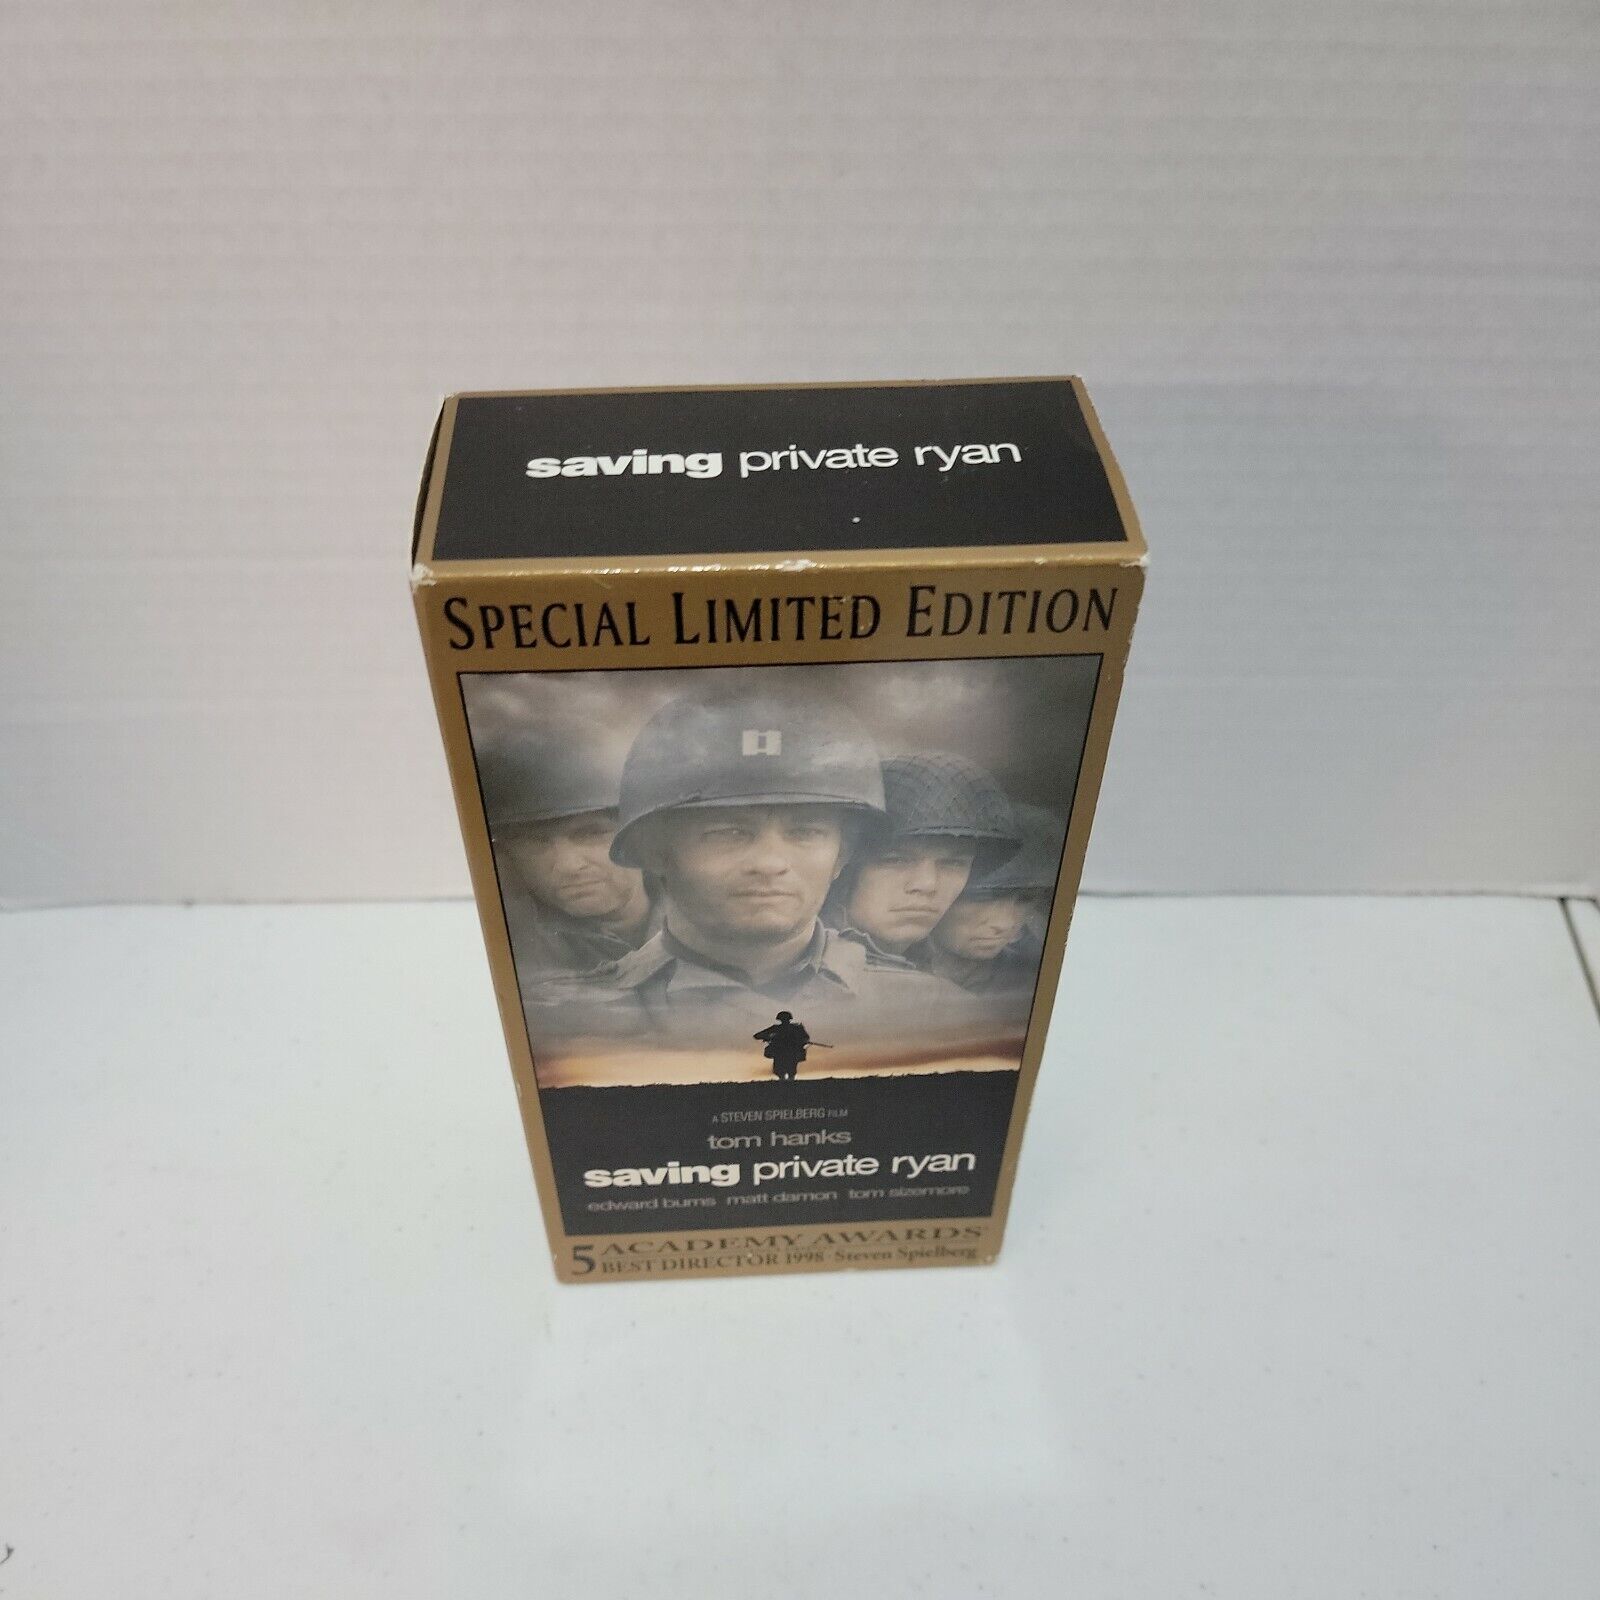 saving private ryan
SPECIAL LIMITED EDITION
A STEVEN SPIELBERG FILM
tom hanks
saving private ryan
edward burns matt damon tom sizemore
5 ACADEMY AWARDS
BEST DIRECTOR 1998 · Steven Spielberg